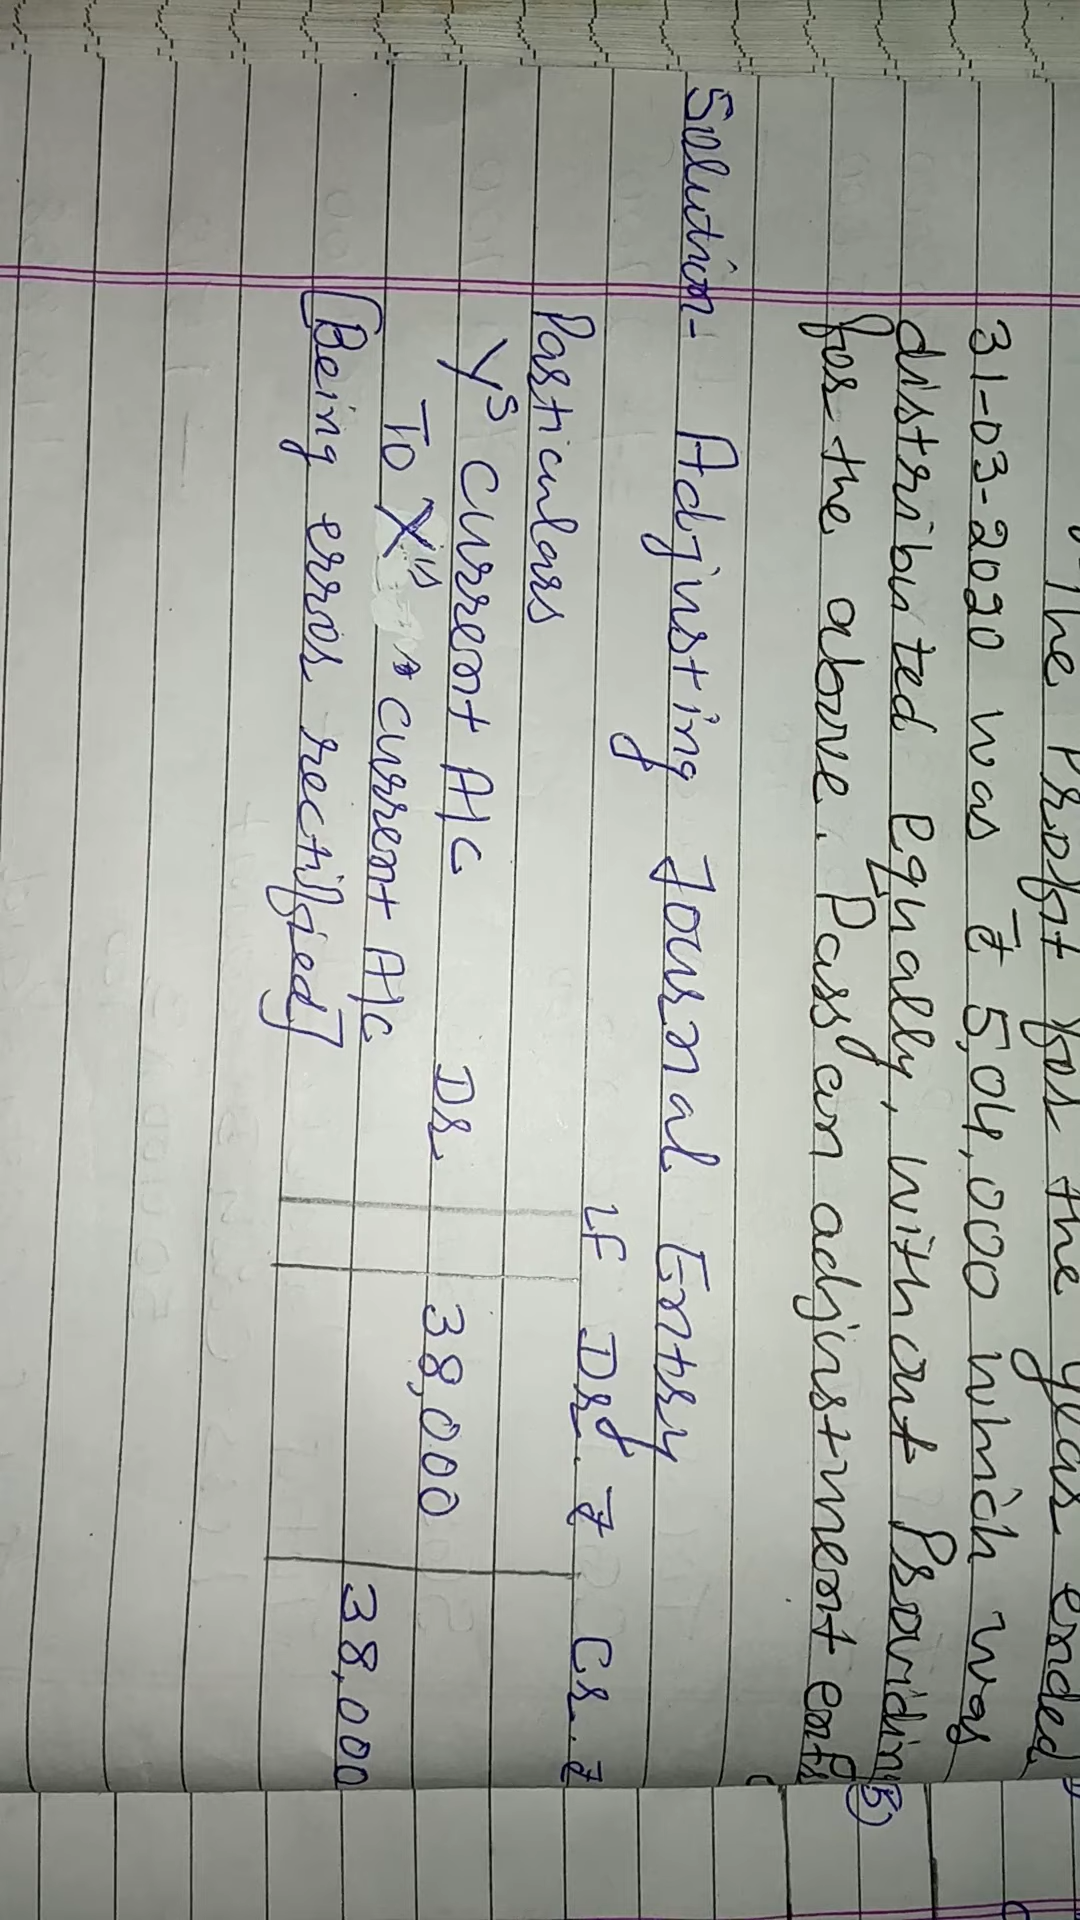 The Profit for the year ended
31-03-2020 was ₹ 5,04,000 which was
distributed equally, without Providing
for the above. Pass an adjustment entry
Solution- Adjusting Journal Entry
Particulars LF Dr. ₹ Cr. ₹
Y's current A/c Dr. 38,000
To X's current A/c 38,000
[Being error rectified]